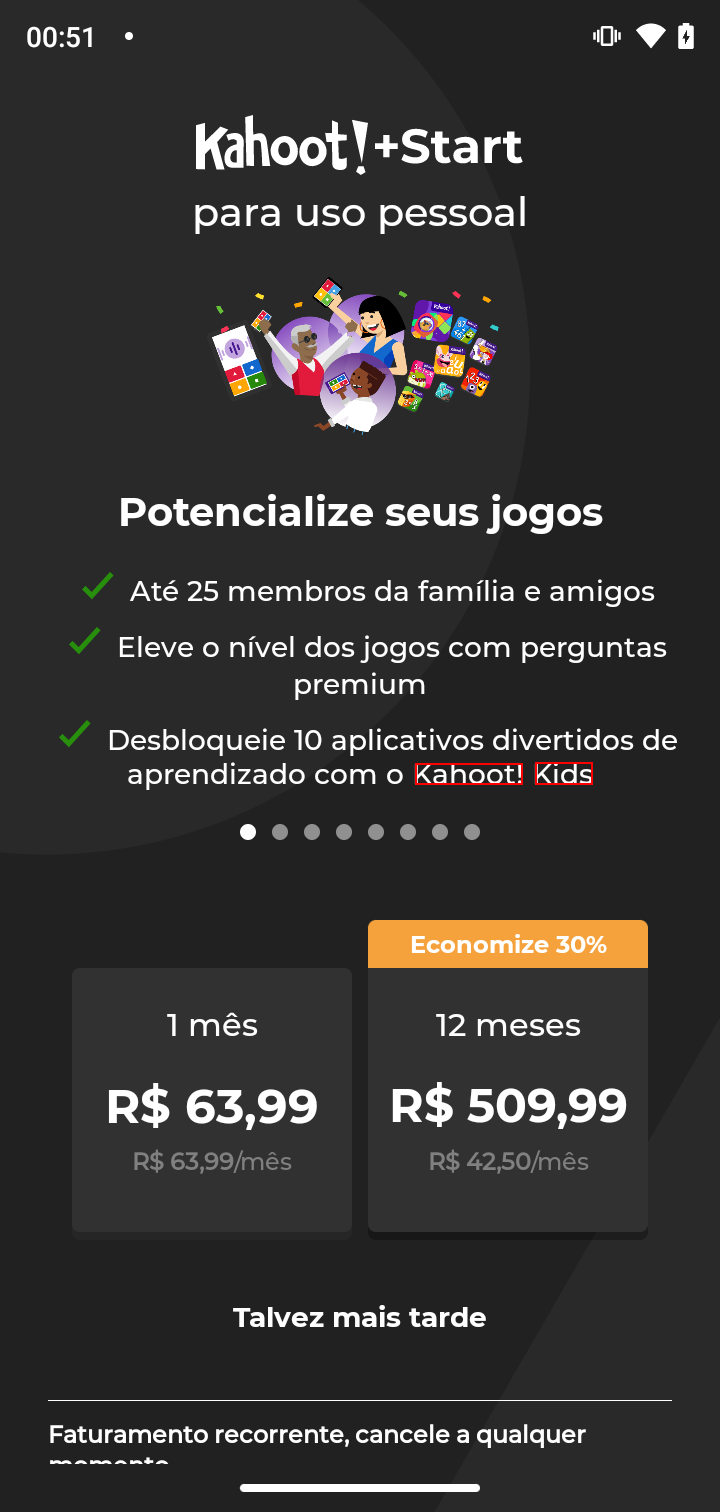 00:51
Kahoot!+Start
para uso pessoal
Potencialize seus jogos
Até 25 membros da família e amigos
Eleve o nível dos jogos com perguntas
premium
Desbloqueie 10 aplicativos divertidos de
aprendizado com o Kahoot! Kids
Economize 30%
1 mês
R$ 63,99
R$ 63,99/mês
12 meses
R$ 509,99
R$ 42,50/mês
Talvez mais tarde
Faturamento recorrente, cancele a qualquer
momento